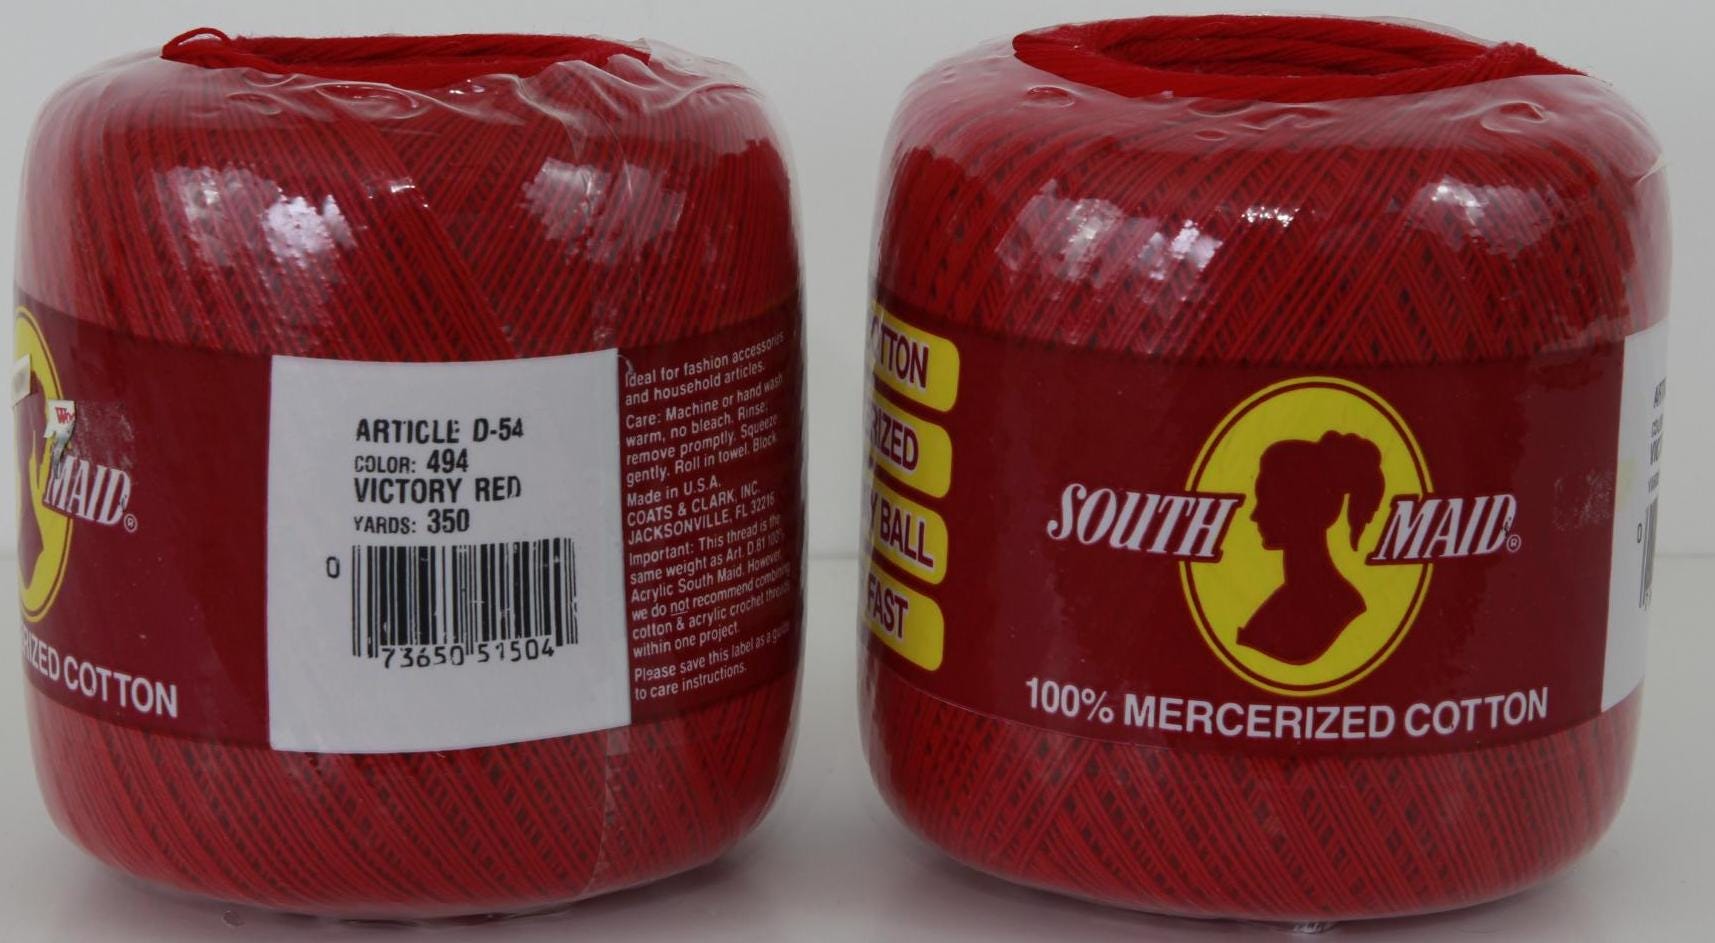 MAID®
RIZED COTTON
ARTICLE D-54
COLOR: 494
VICTORY RED
YARDS: 350
0 73650 51504
Ideal for fashion accessories
and household articles.
Care: Machine or hand wash
warm, no bleach. Rinse;
remove promptly. Squeeze
gently. Roll in towel. Block
Made in U.S.A.
COATS & CLARK, INC.
JACKSONVILLE, FL 32216
Important: This thread is the
same weight as Art. D.81 100%
Acrylic South Maid. However,
we do not recommend combining
cotton & acrylic crochet threads
within one project.
Please save this label as a guide
to care instructions.
OTTON
RIZED
Y BALL
FAST
SOUTH MAID®
100% MERCERIZED COTTON
0